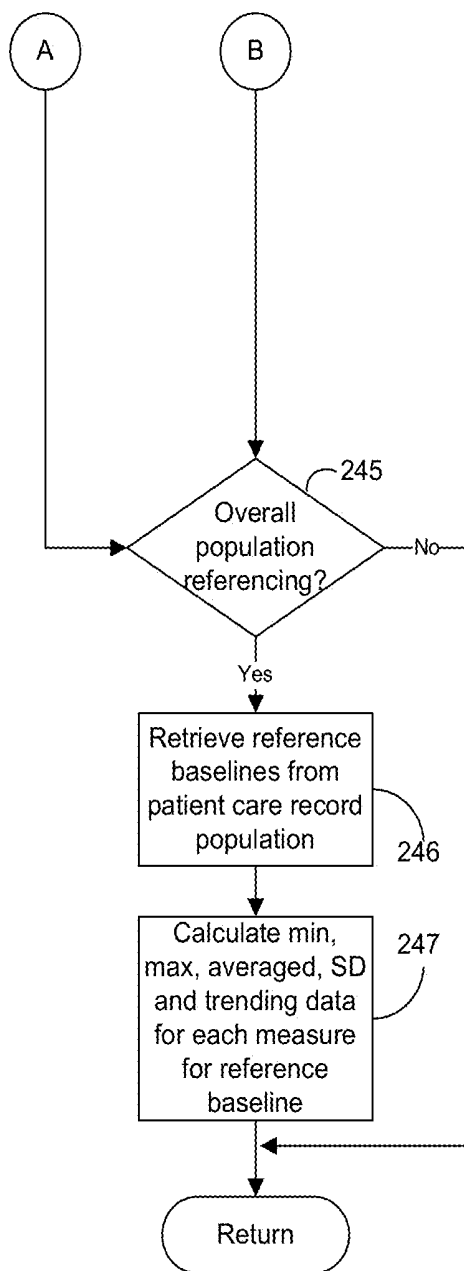 A
B
245
Overall
population
referencing?
No
Yes
Retrieve reference
baselines from
patient care record
population
246
Calculate min,
max, averaged, SD
and trending data
for each measure
for reference
baseline
247
Return